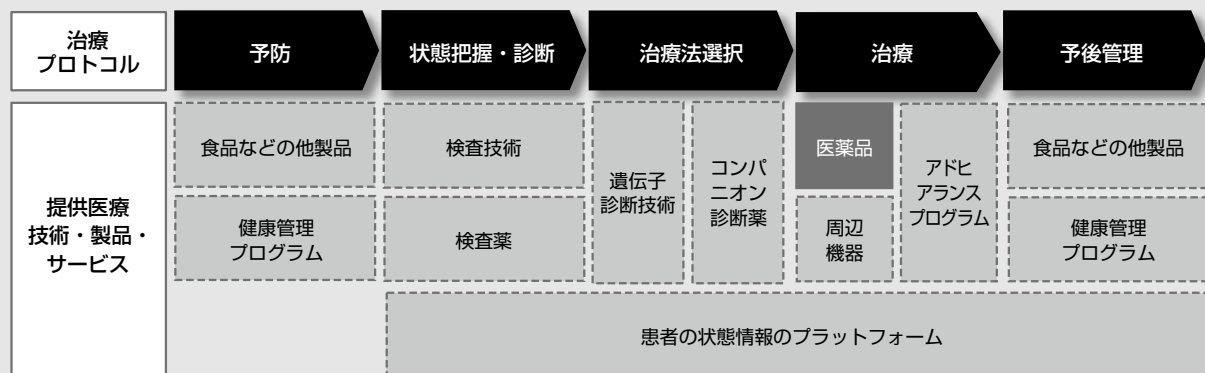 治療
プロトコル
予防
状態把握・診断
治療法選択
治療
予後管理
提供医療
技術・製品・
サービス
食品などの他製品
健康管理
プログラム
検査技術
検査薬
遺伝子
診断技術
コンパ
ニオン
診断薬
医薬品
周辺
機器
アドヒ
アランス
プログラム
食品などの他製品
健康管理
プログラム
患者の状態情報のプラットフォーム